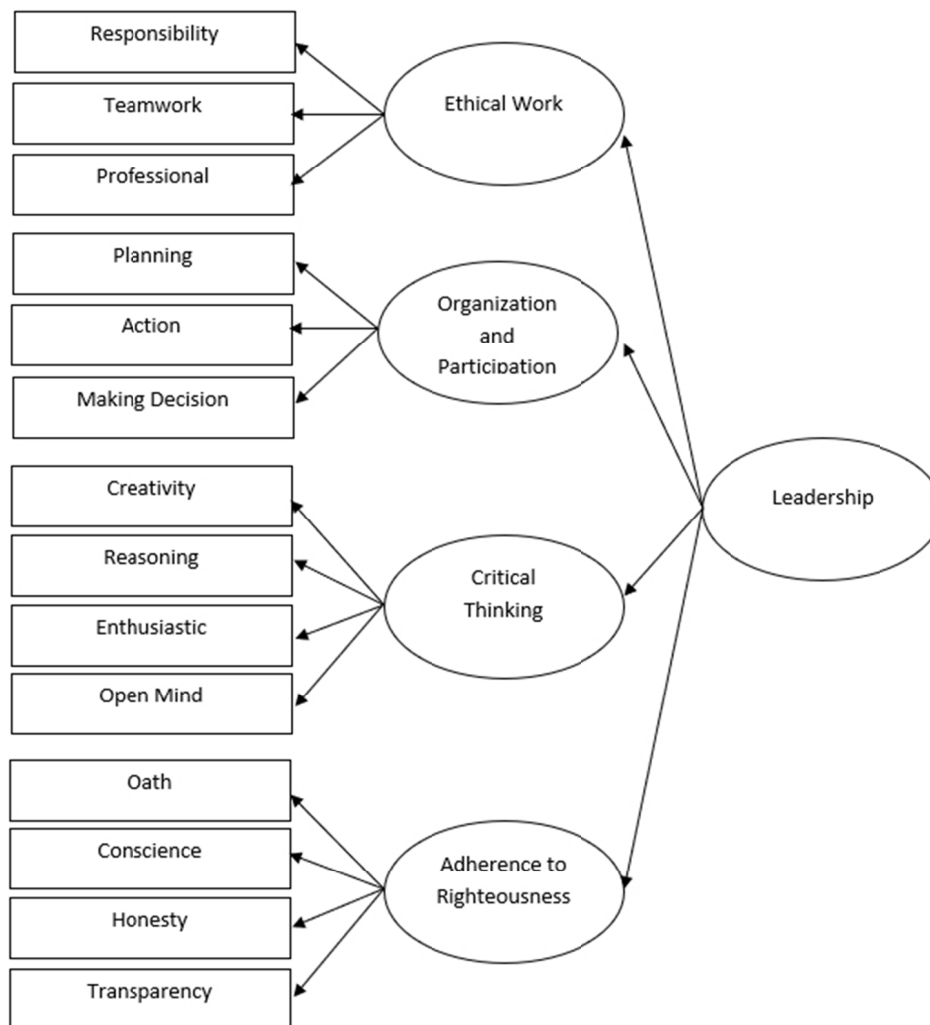 Responsibility
Teamwork
Professional
Ethical Work
Planning
Action
Making Decision
Organization
and
Participation
Creativity
Reasoning
Enthusiastic
Open Mind
Critical
Thinking
Leadership
Oath
Conscience
Honesty
Transparency
Adherence to
Righteousness